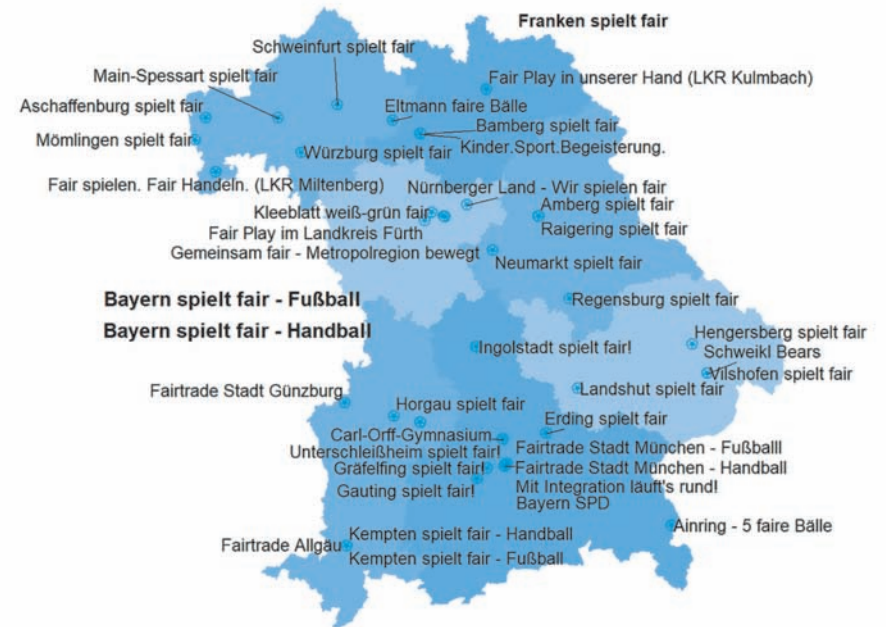 Franken spielt fair
Schweinfurt spielt fair
Main-Spessart spielt fair
Fair Play in unserer Hand (LKR Kulmbach)
Aschaffenburg spielt fair
Eltmann faire Bälle
Bamberg spielt fair
Mömlingen spielt fair
Würzburg spielt fair
Kinder.Sport.Begeisterung.
Fair spielen. Fair Handeln. (LKR Miltenberg)
Nürnberger Land - Wir spielen fair
Kleeblatt weiß-grün fair
Amberg spielt fair
Fair Play im Landkreis Fürth
Raigering spielt fair
Gemeinsam fair - Metropolregion bewegt
Neumarkt spielt fair
Bayern spielt fair - Fußball
Regensburg spielt fair
Bayern spielt fair - Handball
Hengersberg spielt fair
Ingolstadt spielt fair!
Schweikl Bears
Vilshofen spielt fair
Fairtrade Stadt Günzburg
Landshut spielt fair
Horgau spielt fair
Erding spielt fair
Carl-Orff-Gymnasium
Unterschleißheim spielt fair!
Fairtrade Stadt München - Fußballl
Gräfelfing spielt fair!
Fairtrade Stadt München - Handball
Gauting spielt fair!
Mit Integration läuft's rund!
Bayern SPD
Ainring - 5 faire Bälle
Kempten spielt fair - Handball
Fairtrade Allgäu
Kempten spielt fair - Fußball